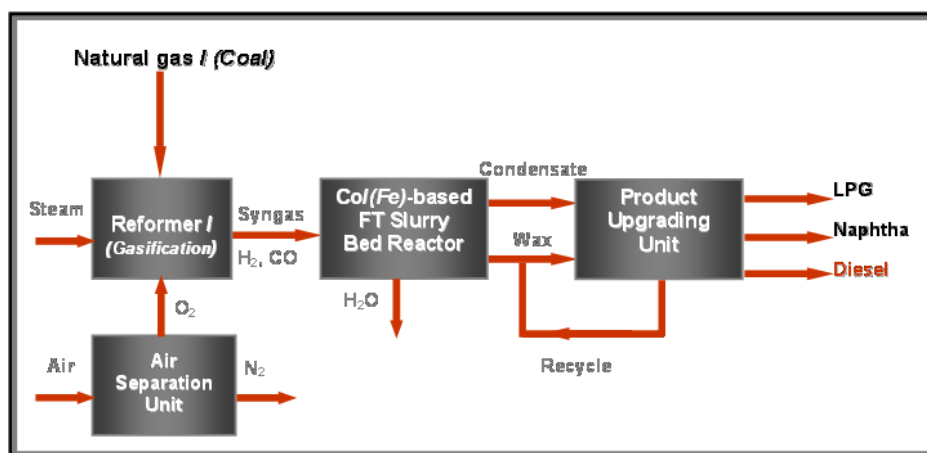 Natural gas / (Coal)
Steam
Reformer /
(Gasification)
Syngas
H₂, CO
Co/(Fe)-based
FT Slurry
Bed Reactor
Condensate
Wax
H₂O
Product
Upgrading
Unit
LPG
Naphtha
Diesel
Recycle
O₂
Air
Air
Separation
Unit
N₂